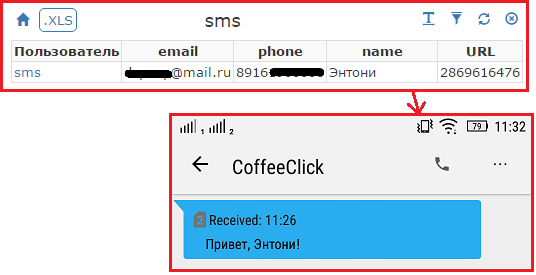 .XLS sms
Пользователь email phone name URL
sms @mail.ru 8916 Энтони 2869616476
1 2 79 11:32
CoffeeClick
2 Received: 11:26
Привет, Энтони!